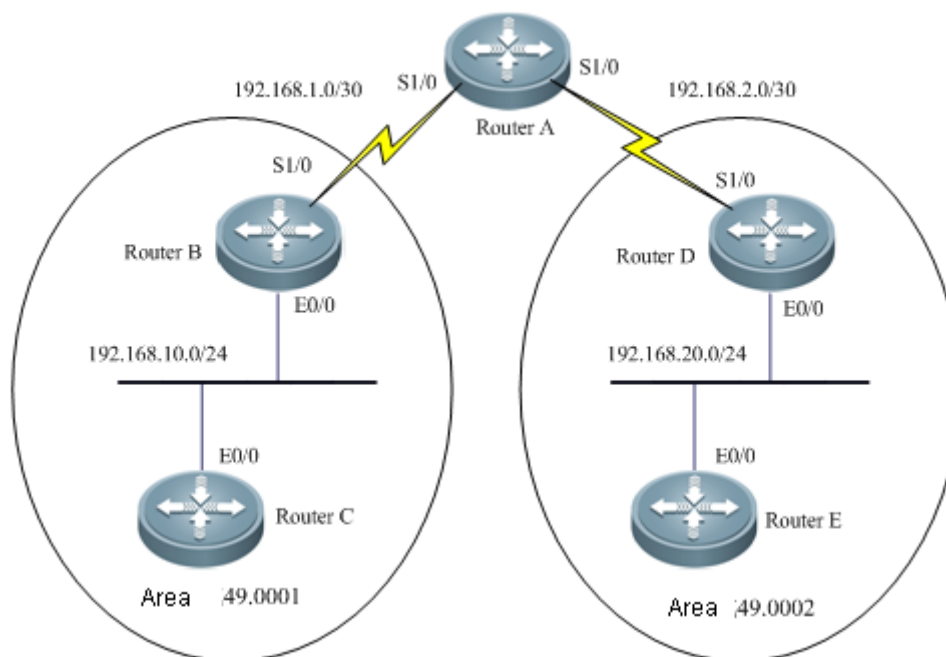 S1/0
S1/0
192.168.1.0/30
192.168.2.0/30
Router A
S1/0
S1/0
Router B
Router D
E0/0
E0/0
192.168.10.0/24
192.168.20.0/24
E0/0
E0/0
Router C
Router E
Area /49.0001
Area /49.0002